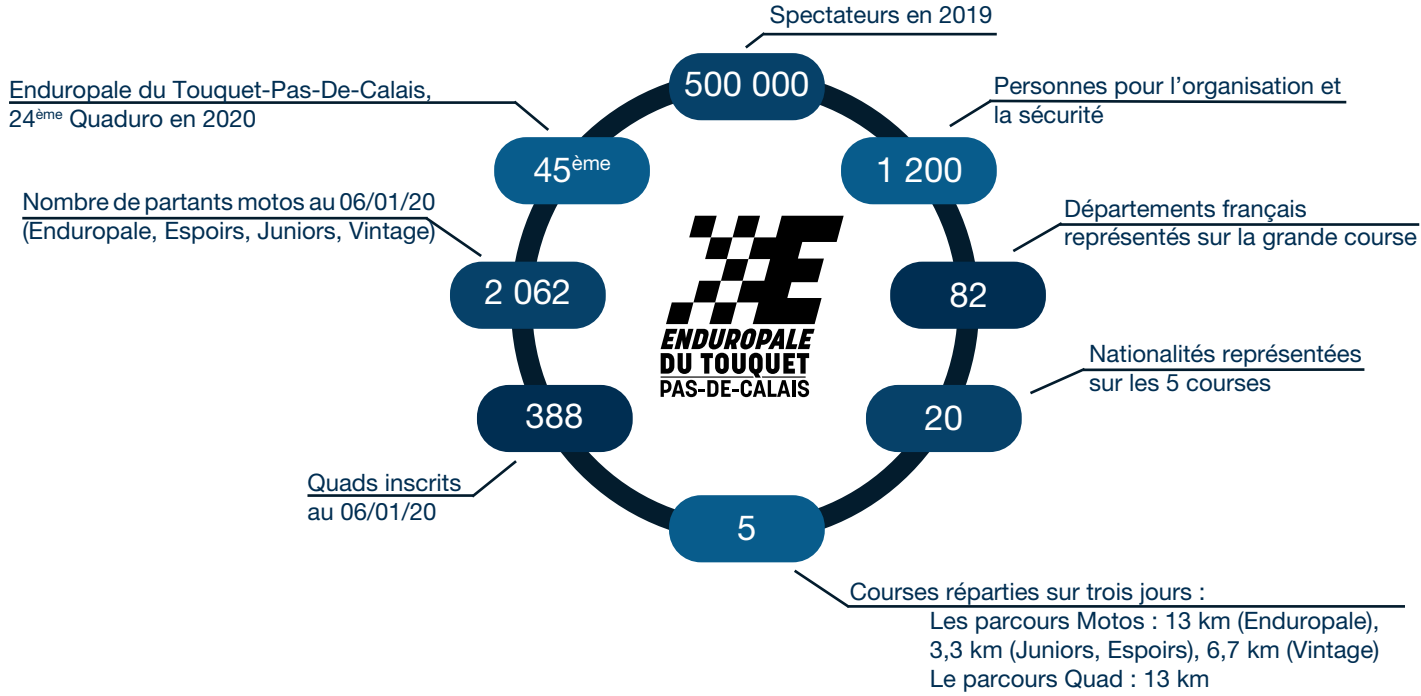 Spectateurs en 2019
500 000
Personnes pour l'organisation et
la sécurité
1 200
Départements français
représentés sur la grande course
82
Nationalités représentées
sur les 5 courses
20
Courses réparties sur trois jours :
Les parcours Motos : 13 km (Enduropale),
3,3 km (Juniors, Espoirs), 6,7 km (Vintage)
Le parcours Quad : 13 km
5
Quads inscrits
au 06/01/20
388
Nombre de partants motos au 06/01/20
(Enduropale, Espoirs, Juniors, Vintage)
2 062
Enduropale du Touquet-Pas-De-Calais,
24ème Quaduro en 2020
45ème
E
ENDUROPALE
DU TOUQUET
PAS-DE-CALAIS